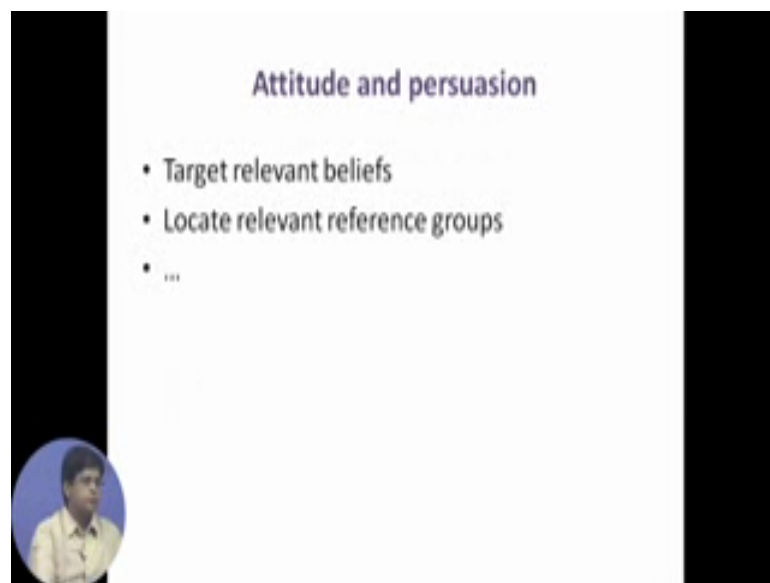 Attitude and persuasion
• Target relevant beliefs
• Locate relevant reference groups
• ...